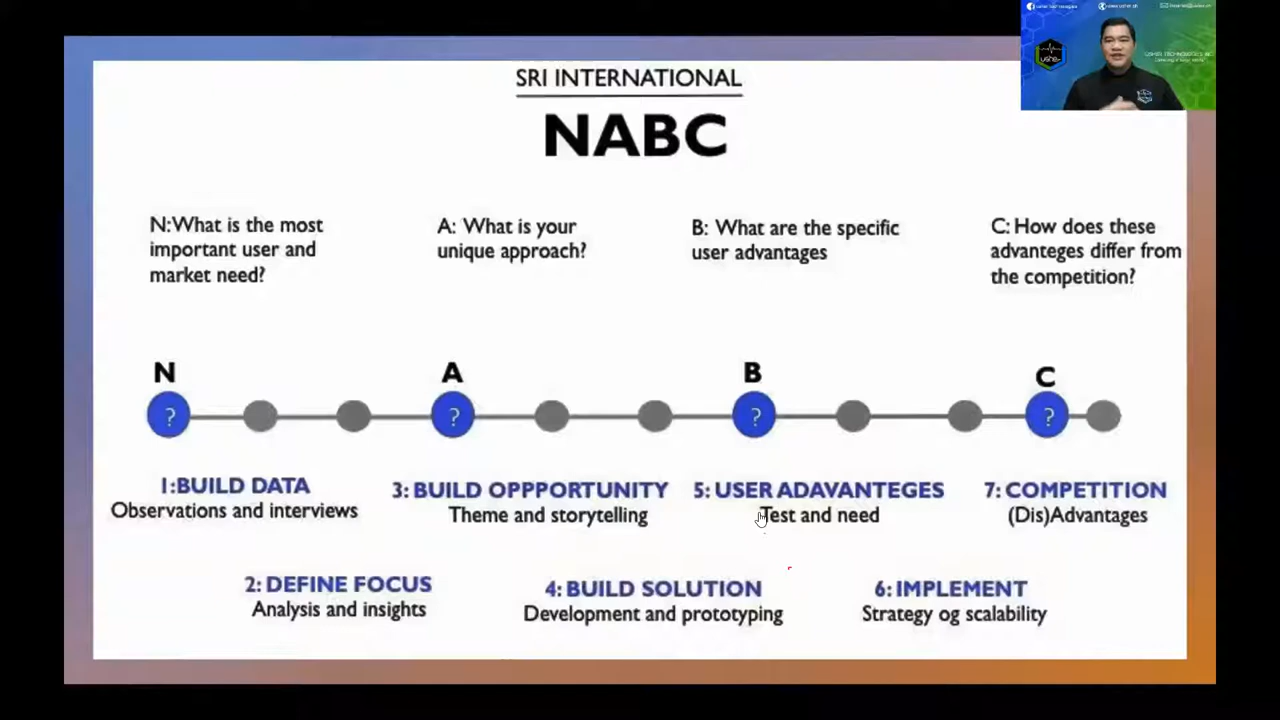 SRI INTERNATIONAL
NABC
N:What is the most
important user and
market need?
A: What is your
unique approach?
B: What are the specific
user advantages
C: How does these
advanteges differ from
the competition?
N
A
B
C
?
?
?
?
1:BUILD DATA
Observations and interviews
3: BUILD OPPPORTUNITY
Theme and storytelling
5: USER ADAVANTEGES
Test and need
7: COMPETITION
(Dis)Advantages
2: DEFINE FOCUS
Analysis and insights
4: BUILD SOLUTION
Development and prototyping
6: IMPLEMENT
Strategy og scalability
usher